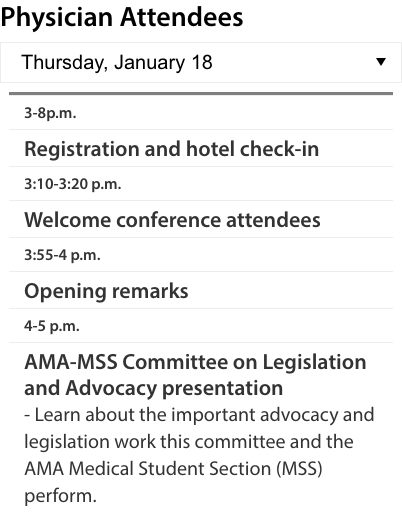 Physician Attendees
Thursday, January 18
3-8p.m.
Registration and hotel check-in
3:10-3:20 p.m.
Welcome conference attendees
3:55-4 p.m.
Opening remarks
4-5 p.m.
AMA-MSS Committee on Legislation
and Advocacy presentation
- Learn about the important advocacy and
legislation work this committee and the
AMA Medical Student Section (MSS)
perform.